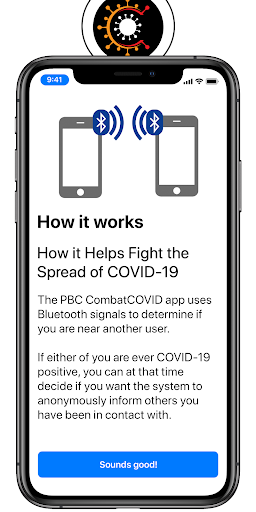 9:41
How it works
How it Helps Fight the
Spread of COVID-19
The PBC CombatCOVID app uses
Bluetooth signals to determine if
you are near another user.
If either of you are ever COVID-19
positive, you can at that time
decide if you want the system to
anonymously inform others you
have been in contact with.
Sounds good!